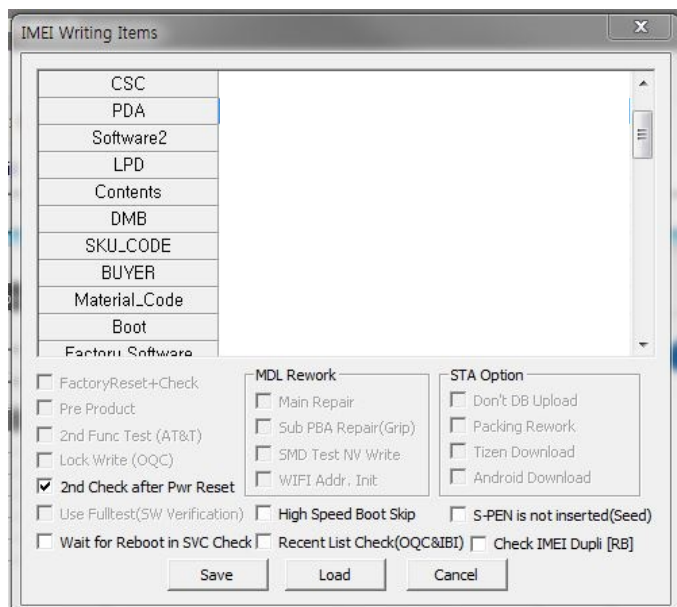 IMEI Writing Items
CSC
PDA
Software2
LPD
Contents
DMB
SKU_CODE
BUYER
Material_Code
Boot
Factory Software
FactoryReset+Check
Pre Product
2nd Func Test (AT&T)
Lock Write (OQC)
2nd Check after Pwr Reset
MDL Rework
Main Repair
Sub PBA Repair(Grip)
SMD Test NV Write
WIFI Addr. Init
STA Option
Don't DB Upload
Packing Rework
Tizen Download
Android Download
Use Fulltest(SW Verification) High Speed Boot Skip S-PEN is not inserted(Seed)
Wait for Reboot in SVC Check Recent List Check(OQC&IBI) Check IMEI Dupli [RB]
Save Load Cancel